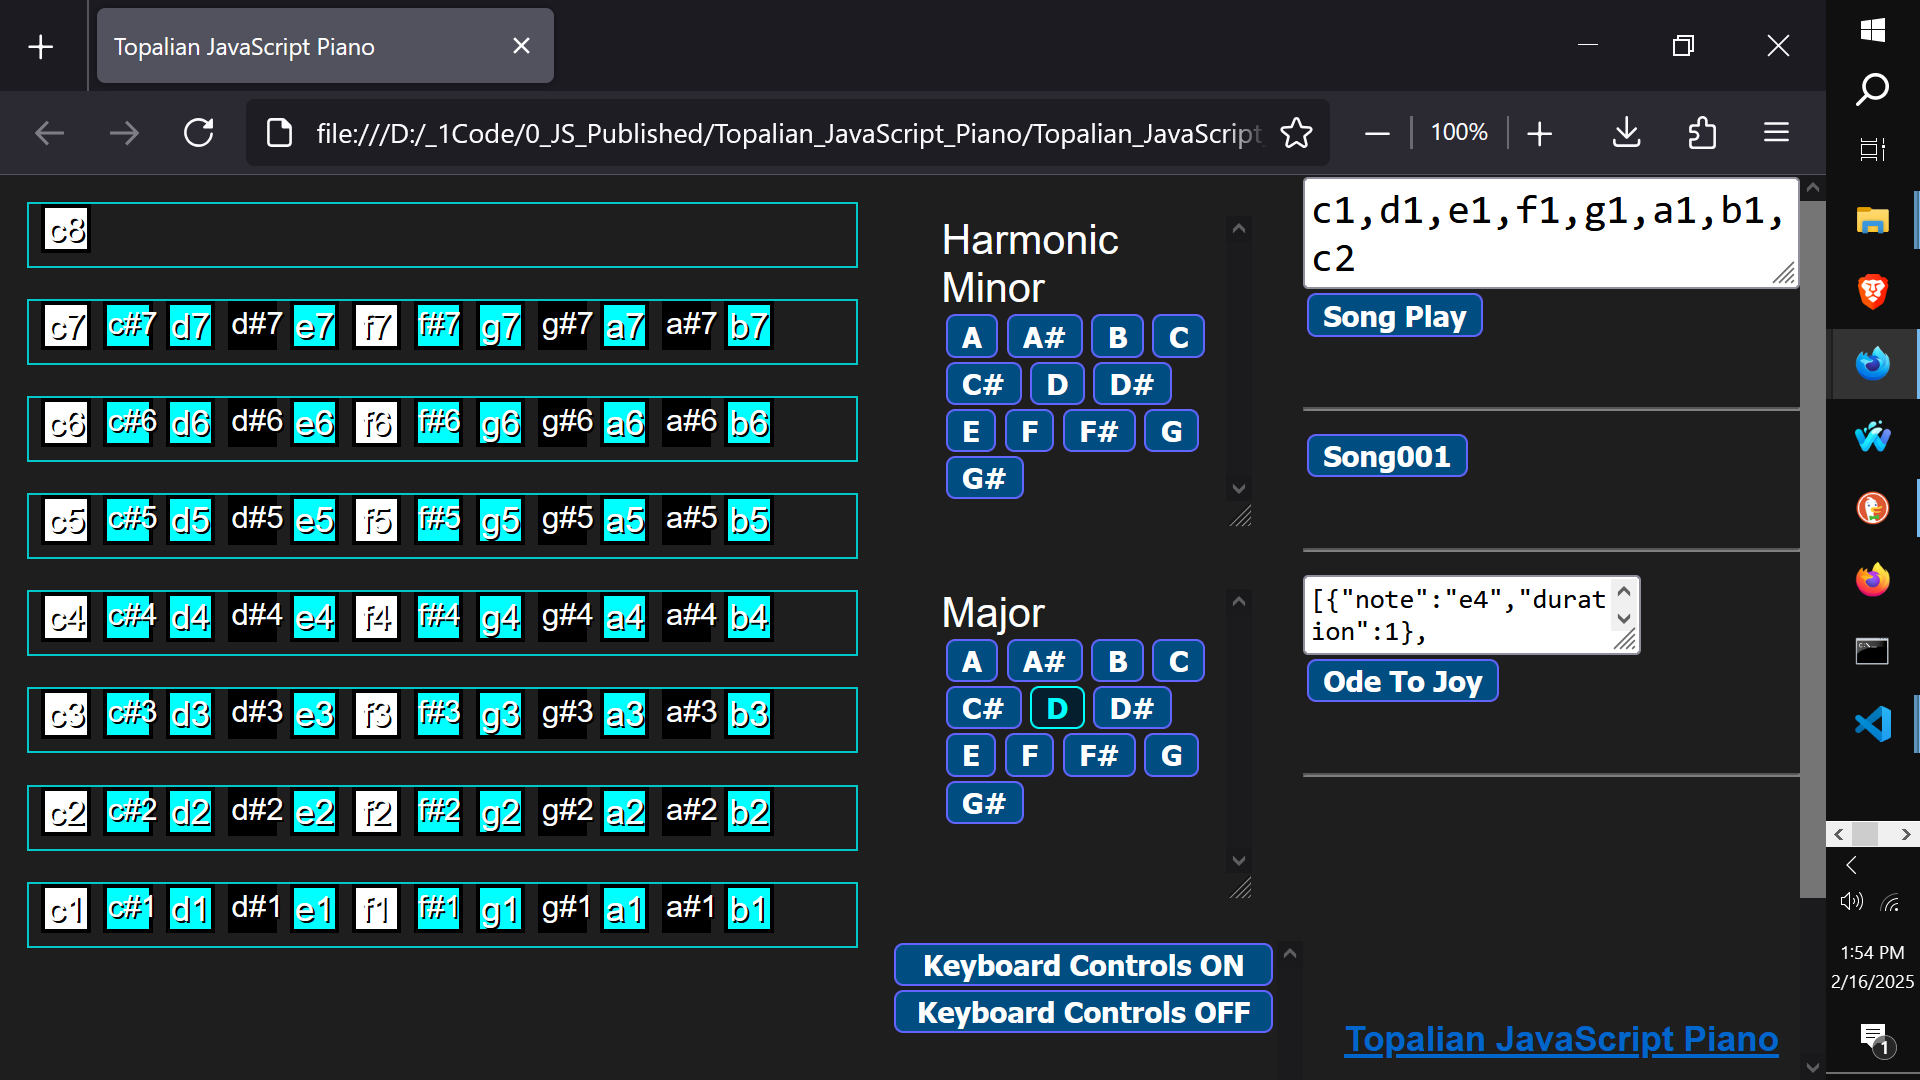 Topalian JavaScript Piano
file:///D:/_1Code/0_JS_Published/Topalian_JavaScript_Piano/Topalian_JavaScript_
100%
c8
c7 c#7 d7 d#7 e7 f7 f#7 g7 g#7 a7 a#7 b7
c6 c#6 d6 d#6 e6 f6 f#6 g6 g#6 a6 a#6 b6
c5 c#5 d5 d#5 e5 f5 f#5 g5 g#5 a5 a#5 b5
c4 c#4 d4 d#4 e4 f4 f#4 g4 g#4 a4 a#4 b4
c3 c#3 d3 d#3 e3 f3 f#3 g3 g#3 a3 a#3 b3
c2 c#2 d2 d#2 e2 f2 f#2 g2 g#2 a2 a#2 b2
c1 c#1 d1 d#1 e1 f1 f#1 g1 g#1 a1 a#1 b1
Harmonic
Minor
A A# B C
C# D D#
E F F# G
G#
Major
A A# B C
C# D D#
E F F# G
G#
Keyboard Controls ON
Keyboard Controls OFF
c1,d1,e1,f1,g1,a1,b1,
c2
Song Play
Song001
[{"note":"e4","durat
ion":1},
Ode To Joy
Topalian JavaScript Piano
1:54 PM
2/16/2025
1